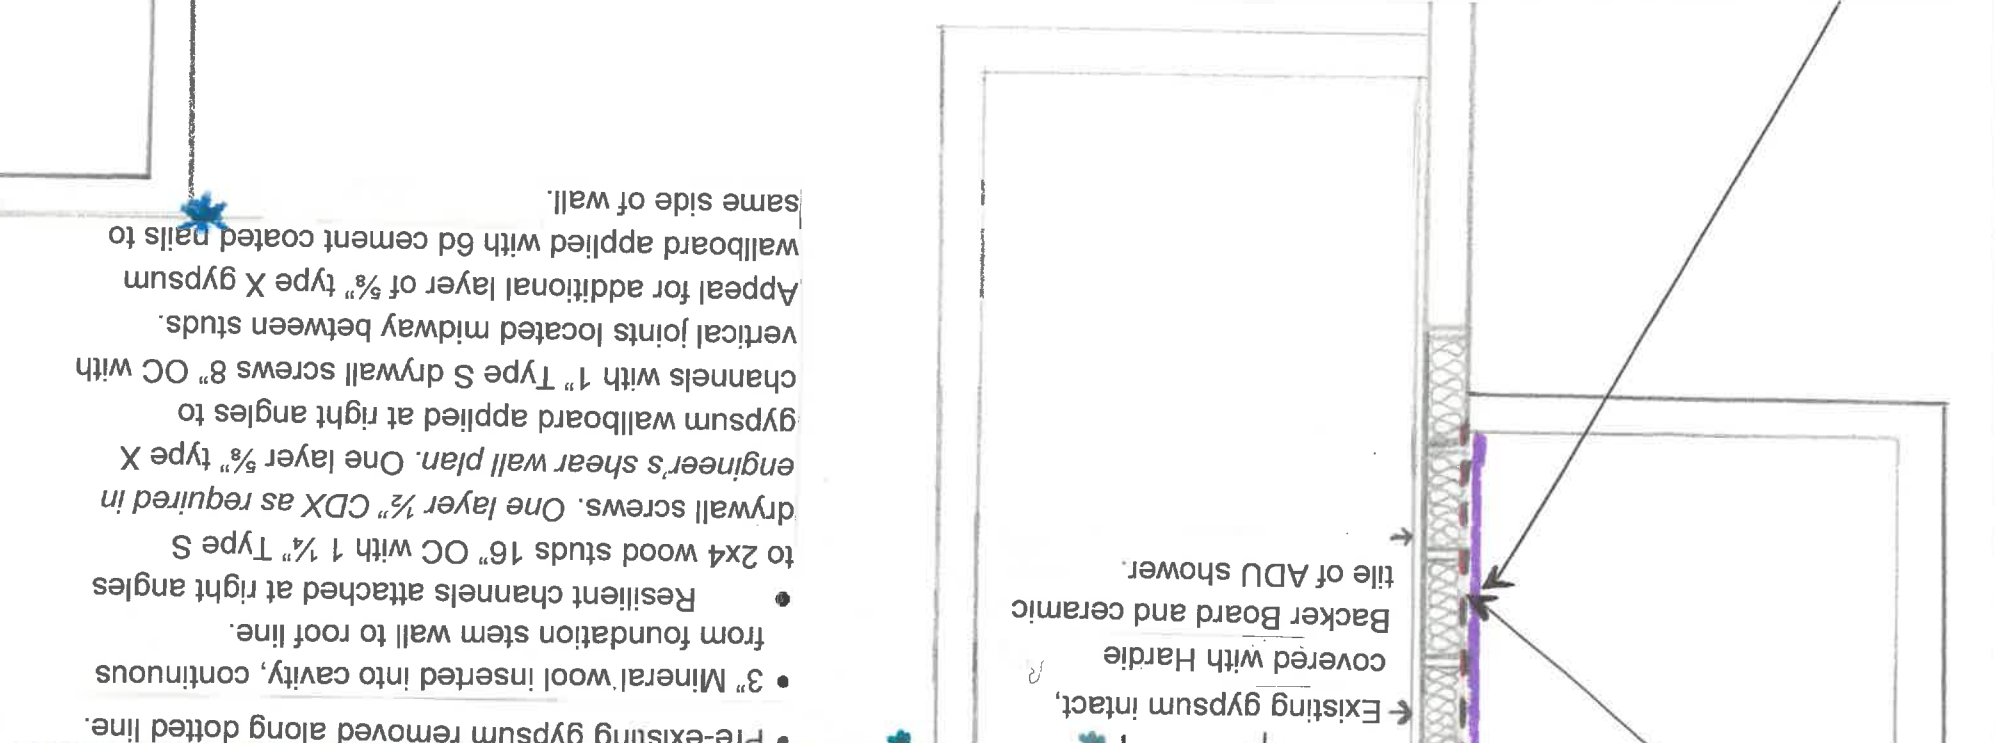 • Pre-existing gypsum removed along dotted line.
• 3" Mineral wool inserted into cavity, continuous
from foundation stem wall to roof line.
• Resilient channels attached at right angles
to 2x4 wood studs 16" OC with 1 ¼" Type S
drywall screws. One layer ½" CDX as required in
engineer's shear wall plan. One layer ⅝" type X
gypsum wallboard applied at right angles to
channels with 1" Type S drywall screws 8" OC with
vertical joints located midway between studs.
Appeal for additional layer of ⅝" type X gypsum
wallboard applied with 6d cement coated nails to
same side of wall.
Existing gypsum intact,
covered with Hardie
Backer Board and ceramic
tile of ADU shower.